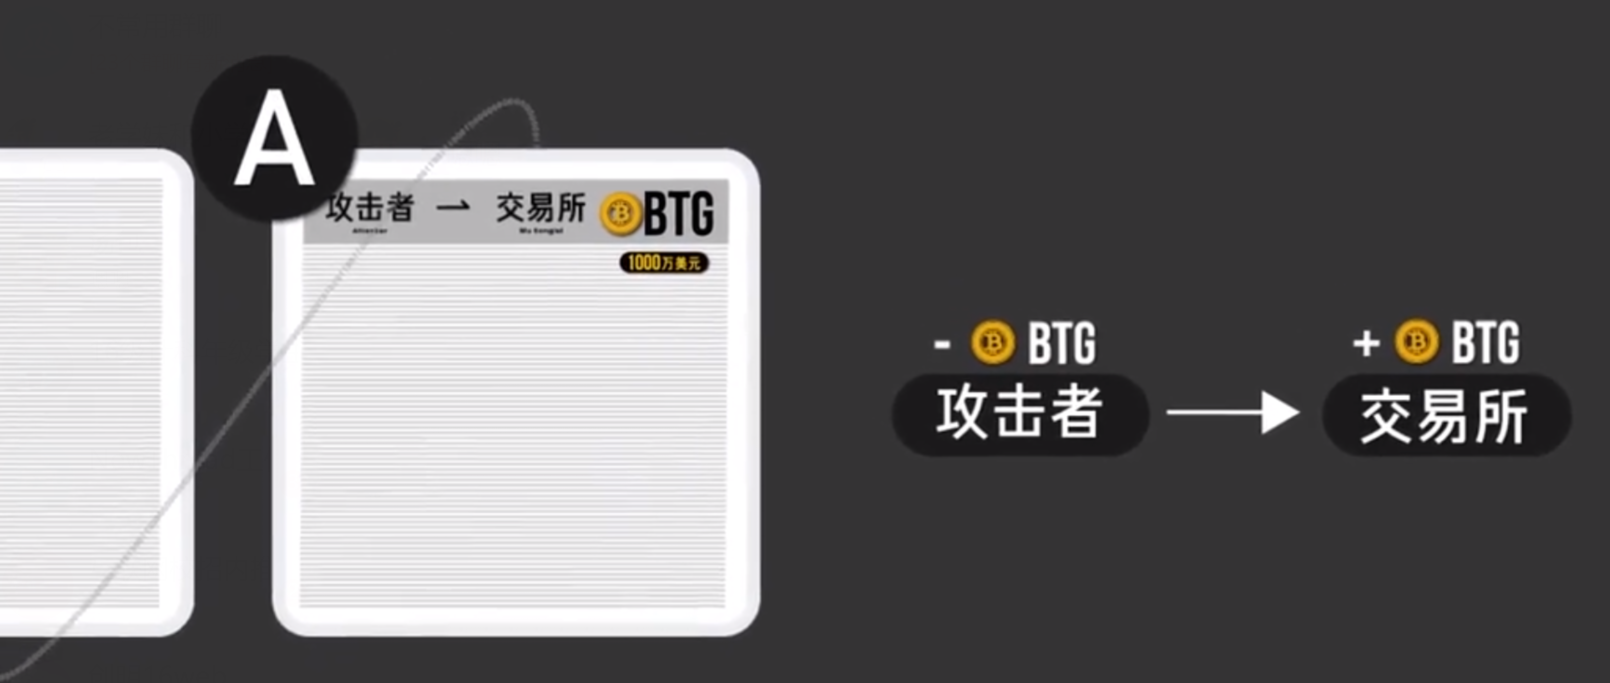 A
攻击者 → 交易所 BTG
Attacker
1000万美元
- BTG
攻击者
+ BTG
交易所